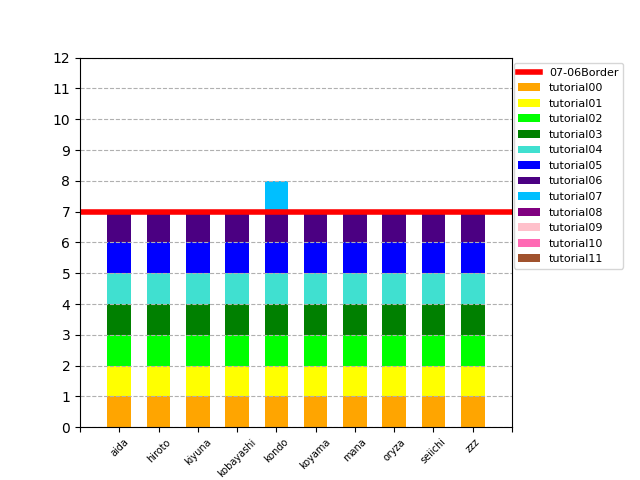 12
11
10
9
8
7
6
5
4
3
2
1
0
aida
hiroto
kiyuna
kobayashi
kondo
koyama
mana
oryza
seiichi
zzz
07-06Border
tutorial00
tutorial01
tutorial02
tutorial03
tutorial04
tutorial05
tutorial06
tutorial07
tutorial08
tutorial09
tutorial10
tutorial11